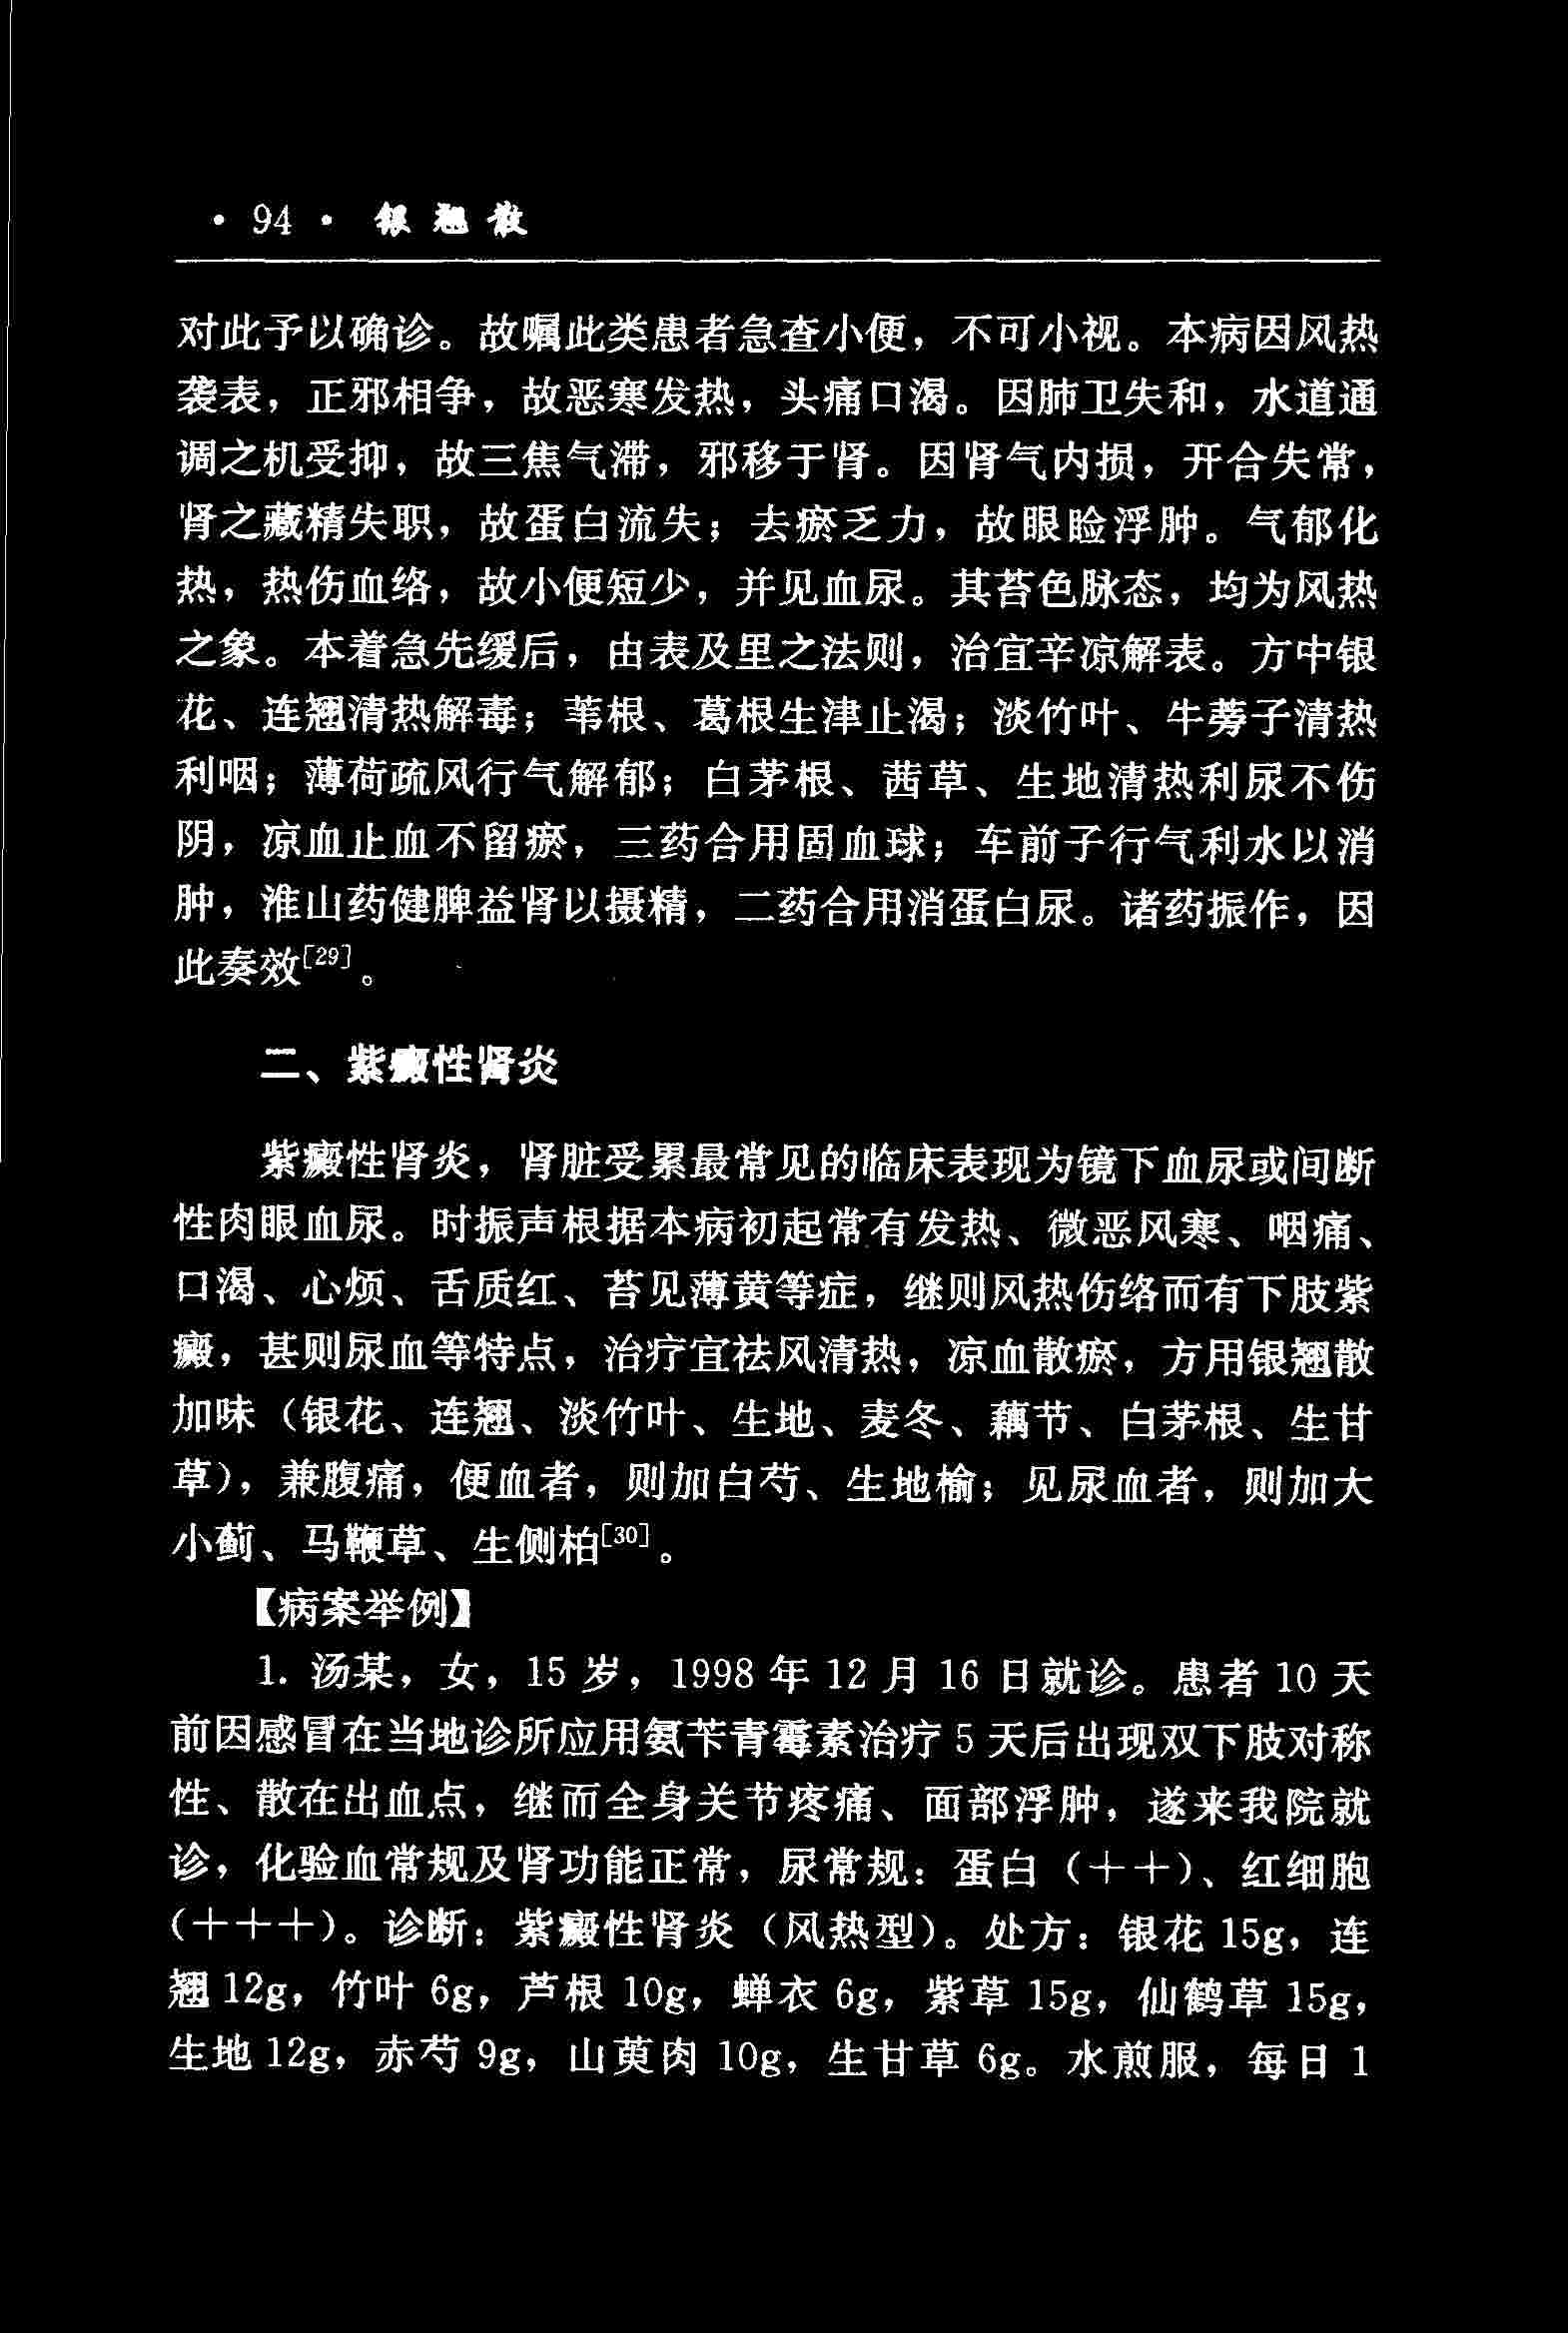 · 94 · 银翘散
对此予以确诊。故嘱此类患者急查小便，不可小视。本病因风热
袭表，正邪相争，故恶寒发热，头痛口渴。因肺卫失和，水道通
调之机受抑，故三焦气滞，邪移于肾。因肾气内损，开合失常，
肾之藏精失职，故蛋白流失；去瘀乏力，故眼睑浮肿。气郁化
热，热伤血络，故小便短少，并见血尿。其苔色脉态，均为风热
之象。本着急先缓后，由表及里之法则，治宜辛凉解表。方中银
花、连翘清热解毒；苇根、葛根生津止渴；淡竹叶、牛蒡子清热
利咽；薄荷疏风行气解郁；白茅根、茜草、生地清热利尿不伤
阴，凉血止血不留瘀，三药合用固血球；车前子行气利水以消
肿，淮山药健脾益肾以摄精，二药合用消蛋白尿。诸药振作，因
此奏效[29]。
二、紫癜性肾炎
紫癜性肾炎，肾脏受累最常见的临床表现为镜下血尿或间断
性肉眼血尿。时振声根据本病初起常有发热、微恶风寒、咽痛、
口渴、心烦、舌质红、苔见薄黄等症，继则风热伤络而有下肢紫
癜，甚则尿血等特点，治疗宜祛风清热，凉血散瘀，方用银翘散
加味（银花、连翘、淡竹叶、生地、麦冬、藕节、白茅根、生甘
草），兼腹痛，便血者，则加白芍、生地榆；见尿血者，则加大
小蓟、马鞭草、生侧柏[30]。
【病案举例】
1. 汤某，女，15 岁，1998 年 12 月 16 日就诊。患者 10 天
前因感冒在当地诊所应用氨苄青霉素治疗 5 天后出现双下肢对称
性、散在出血点，继而全身关节疼痛、面部浮肿，遂来我院就
诊，化验血常规及肾功能正常，尿常规：蛋白（＋＋）、红细胞
（＋＋＋）。诊断：紫癜性肾炎（风热型）。处方：银花 15g，连
翘 12g，竹叶 6g，芦根 10g，蝉衣 6g，紫草 15g，仙鹤草 15g，
生地 12g，赤芍 9g，山萸肉 10g，生甘草 6g。水煎服，每日 1